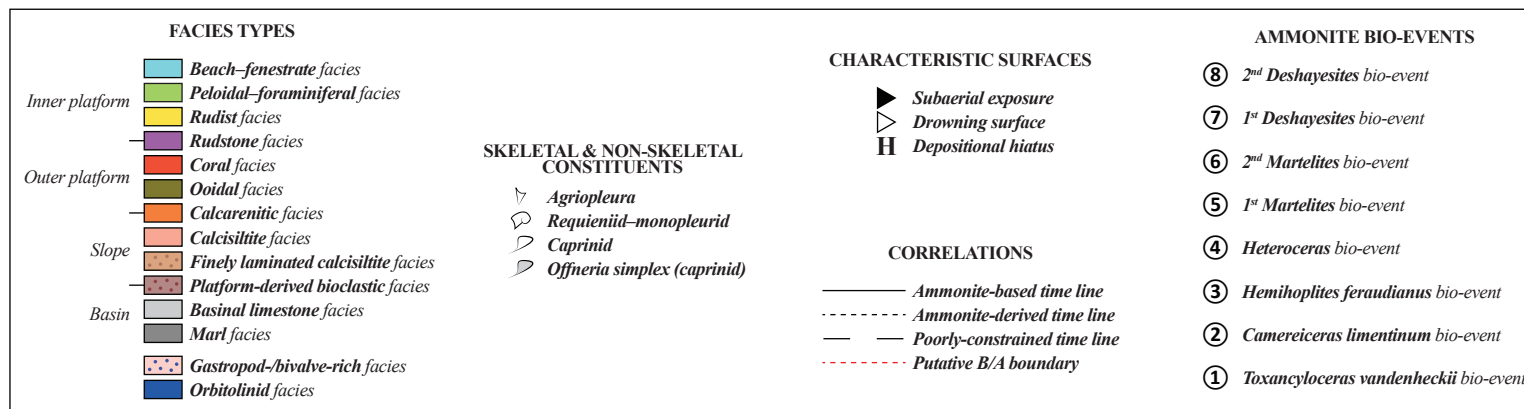 FACIES TYPES
Inner platform
Outer platform
Slope
Basin
Beach–fenestrate facies
Peloidal–foraminiferal facies
Rudist facies
Rudstone facies
Coral facies
Ooidal facies
Calcarenitic facies
Calcisiltite facies
Finely laminated calcisiltite facies
Platform-derived bioclastic facies
Basinal limestone facies
Marl facies
Gastropod-/bivalve-rich facies
Orbitolinid facies
SKELETAL & NON-SKELETAL
CONSTITUENTS
Agriopleura
Requieniid–monopleurid
Caprinid
Offneria simplex (caprinid)
CHARACTERISTIC SURFACES
Subaerial exposure
Drowning surface
H Depositional hiatus
CORRELATIONS
Ammonite-based time line
Ammonite-derived time line
Poorly-constrained time line
Putative B/A boundary
AMMONITE BIO-EVENTS
8 2nd Deshayesites bio-event
7 1st Deshayesites bio-event
6 2nd Martelites bio-event
5 1st Martelites bio-event
4 Heteroceras bio-event
3 Hemihoplites feraudianus bio-event
2 Camereiceras limentinum bio-event
1 Toxancyloceras vandenheckii bio-event